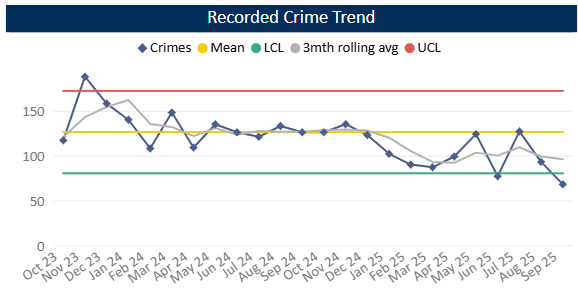 Recorded Crime Trend
Crimes Mean LCL 3mth rolling avg UCL
150
100
50
0
Oct 23 Nov 23 Dec 23 Jan 24 Feb 24 Mar 24 Apr 24 May 24 Jun 24 Jul 24 Aug 24 Sep 24 Oct 24 Nov 24 Dec 24 Jan 25 Feb 25 Mar 25 Apr 25 May 25 Jun 25 Jul 25 Aug 25 Sep 25